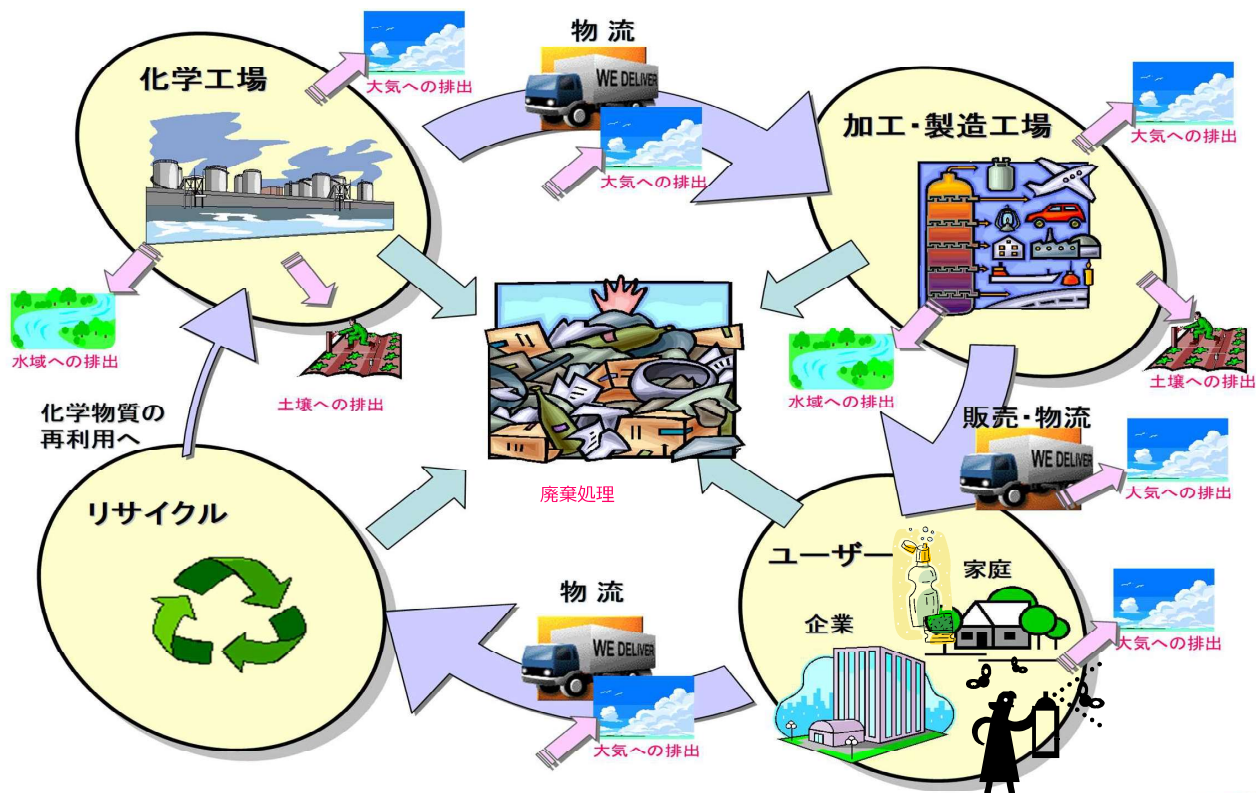 物 流
化学工場
大気への排出
WE DELIVER
大気への排出
加工・製造工場
大気への排出
水域への排出
土壌への排出
水域への排出
土壌への排出
化学物質の
再利用へ
販売・物流
WE DELIVER
大気への排出
廃棄処理
リサイクル
ユーザー
家庭
企業
大気への排出
物 流
WE DELIVER
大気への排出